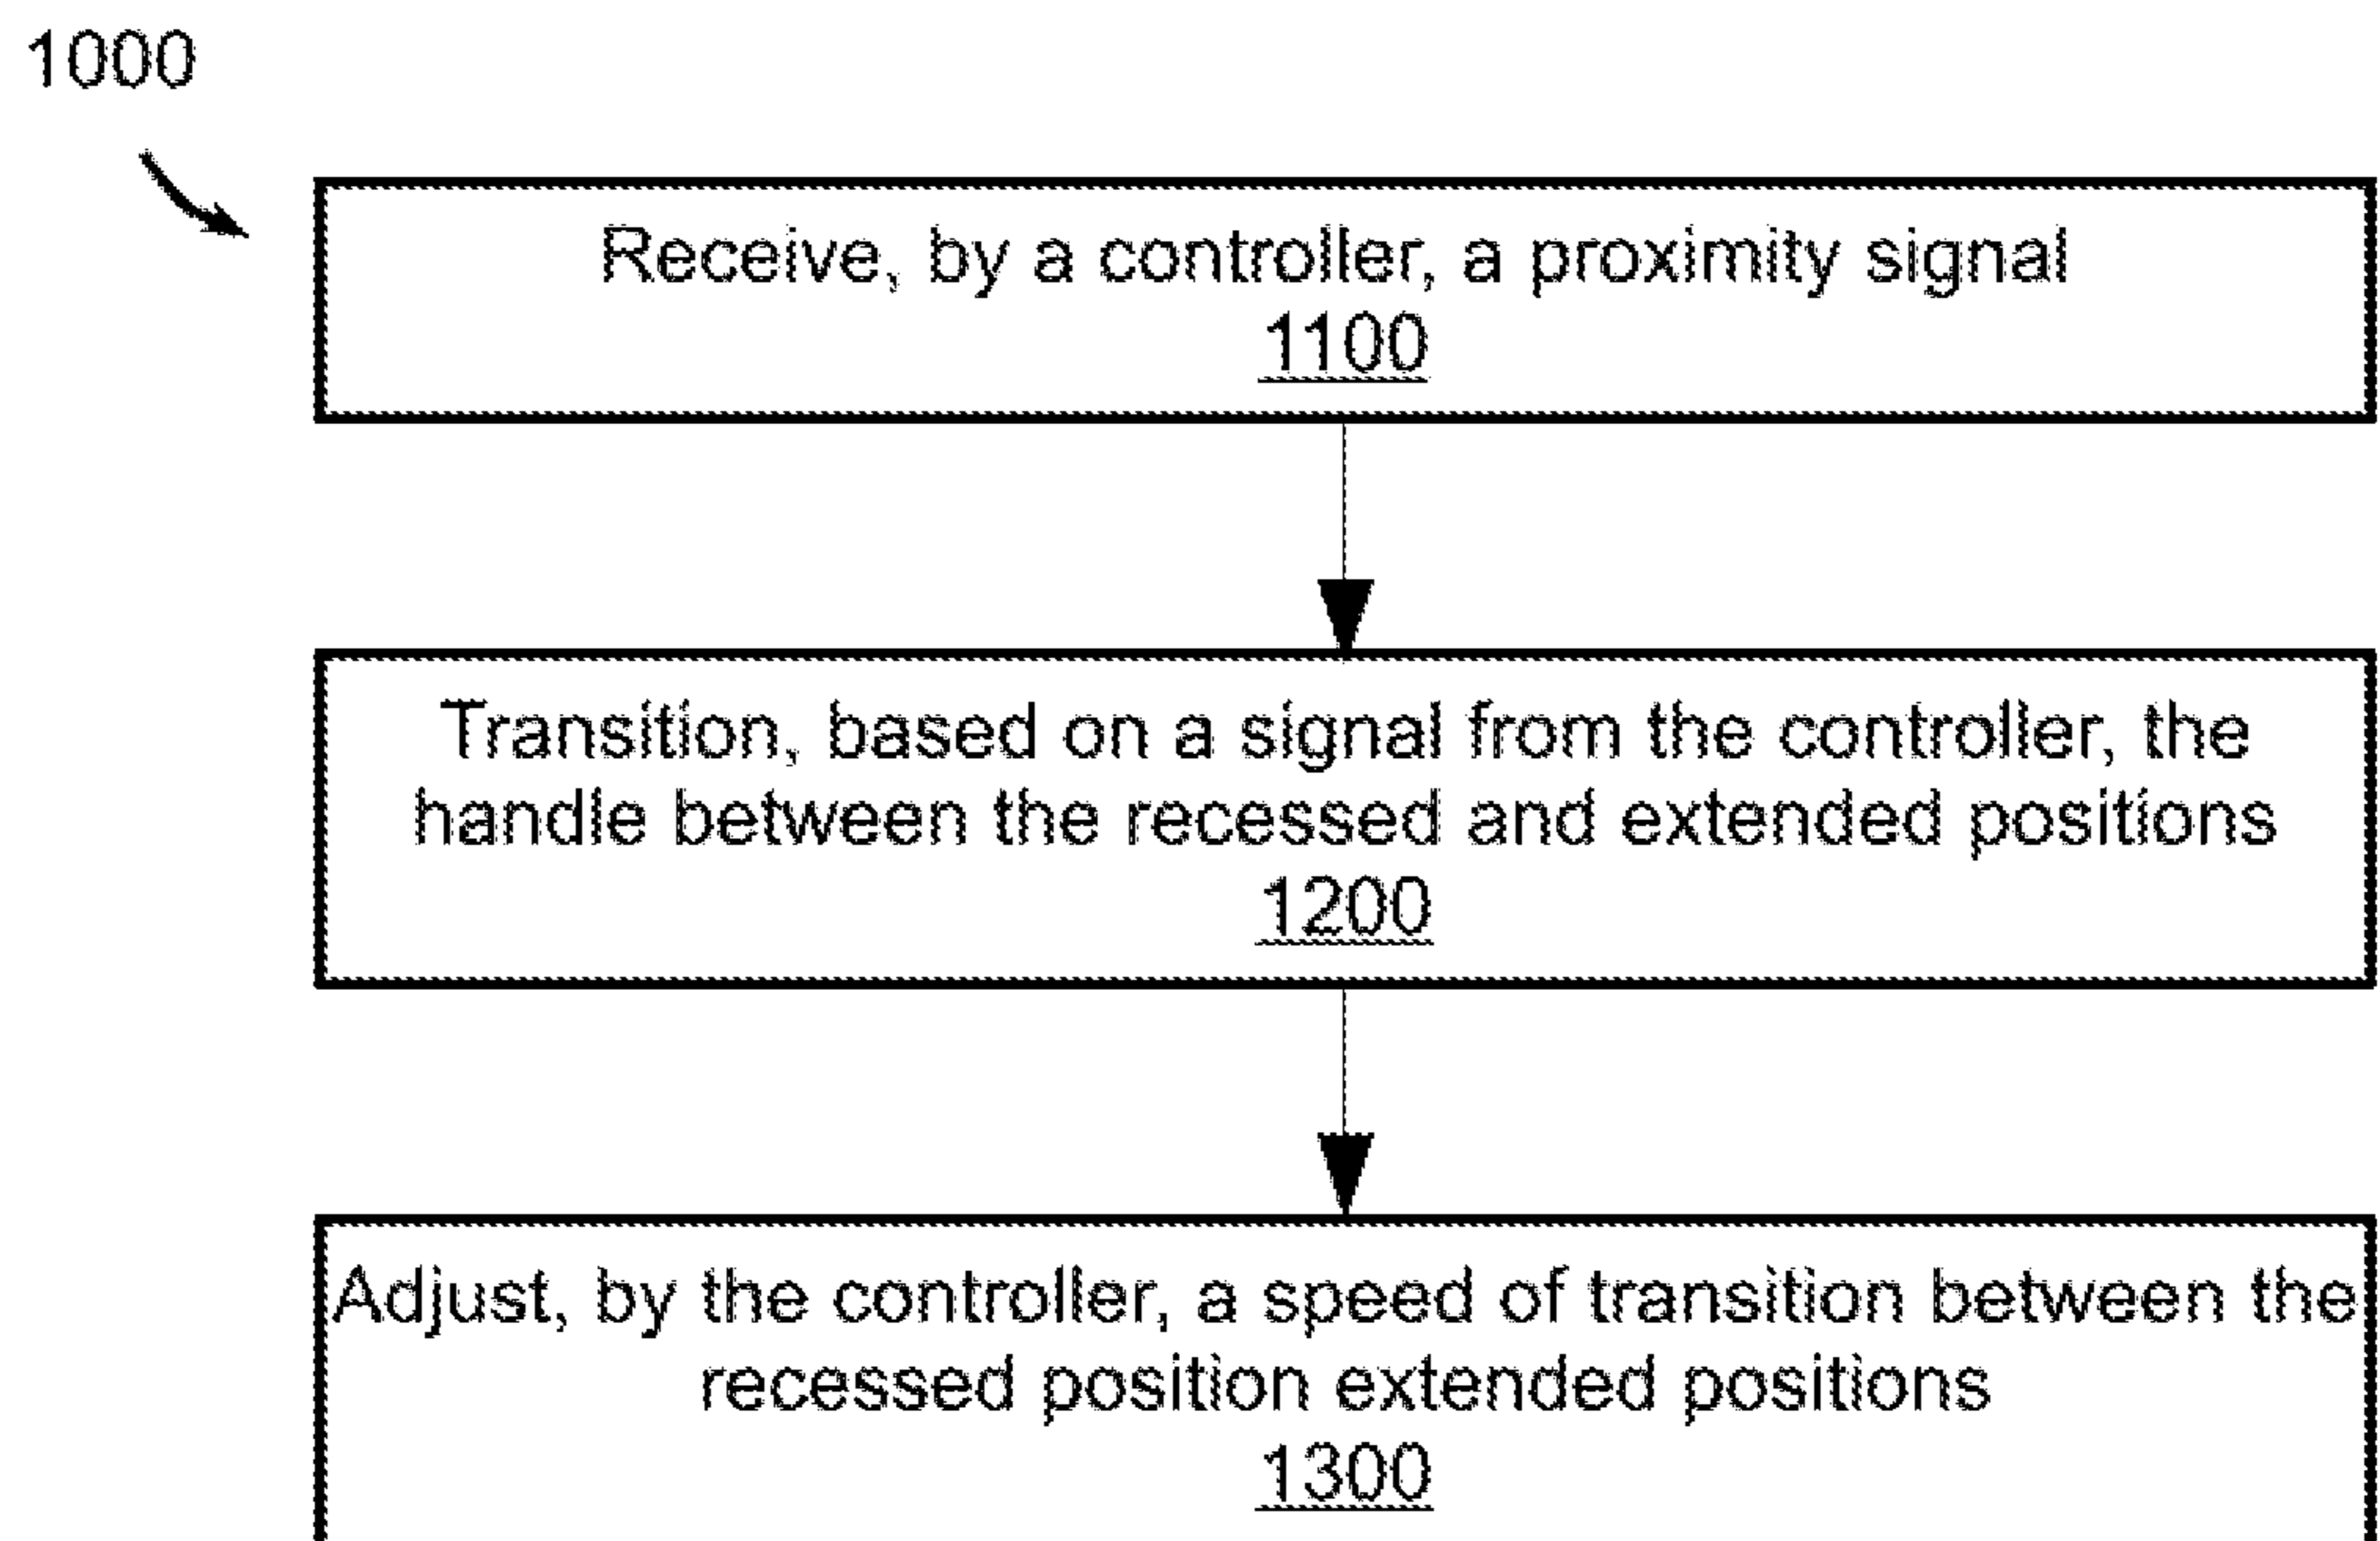 1000
Receive, by a controller, a proximity signal
1100
Transition, based on a signal from the controller, the
handle between the recessed and extended positions
1200
Adjust, by the controller, a speed of transition between the
recessed position extended positions
1300